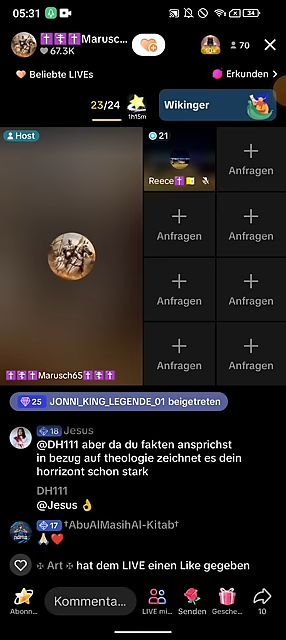 05:31
34
✝️☦️✝️Marusc...
67.3K
70
Beliebte LIVEs
Erkunden >
23/24
1h15m
Wikinger
Host
21
Reece✝️🇻🇦
Anfragen
Anfragen
Anfragen
Anfragen
Anfragen
Anfragen
Anfragen
✝️✝️✝️Marusch65✝️✝️✝️
25 JONNI_KING_LEGENDE_01 beigetreten
18 Jesus
@DH111 aber da du fakten ansprichst
in bezug auf theologie zeichnet es dein
horrizont schon stark
DH111
@Jesus 👌
17 †AbuAlMasihAl-Kitab†
🙏🏻❤️
✠ Art ✠ hat dem LIVE einen Like gegeben
Abonn...
Kommenta...
LIVE mi...
Senden
Gesche...
10